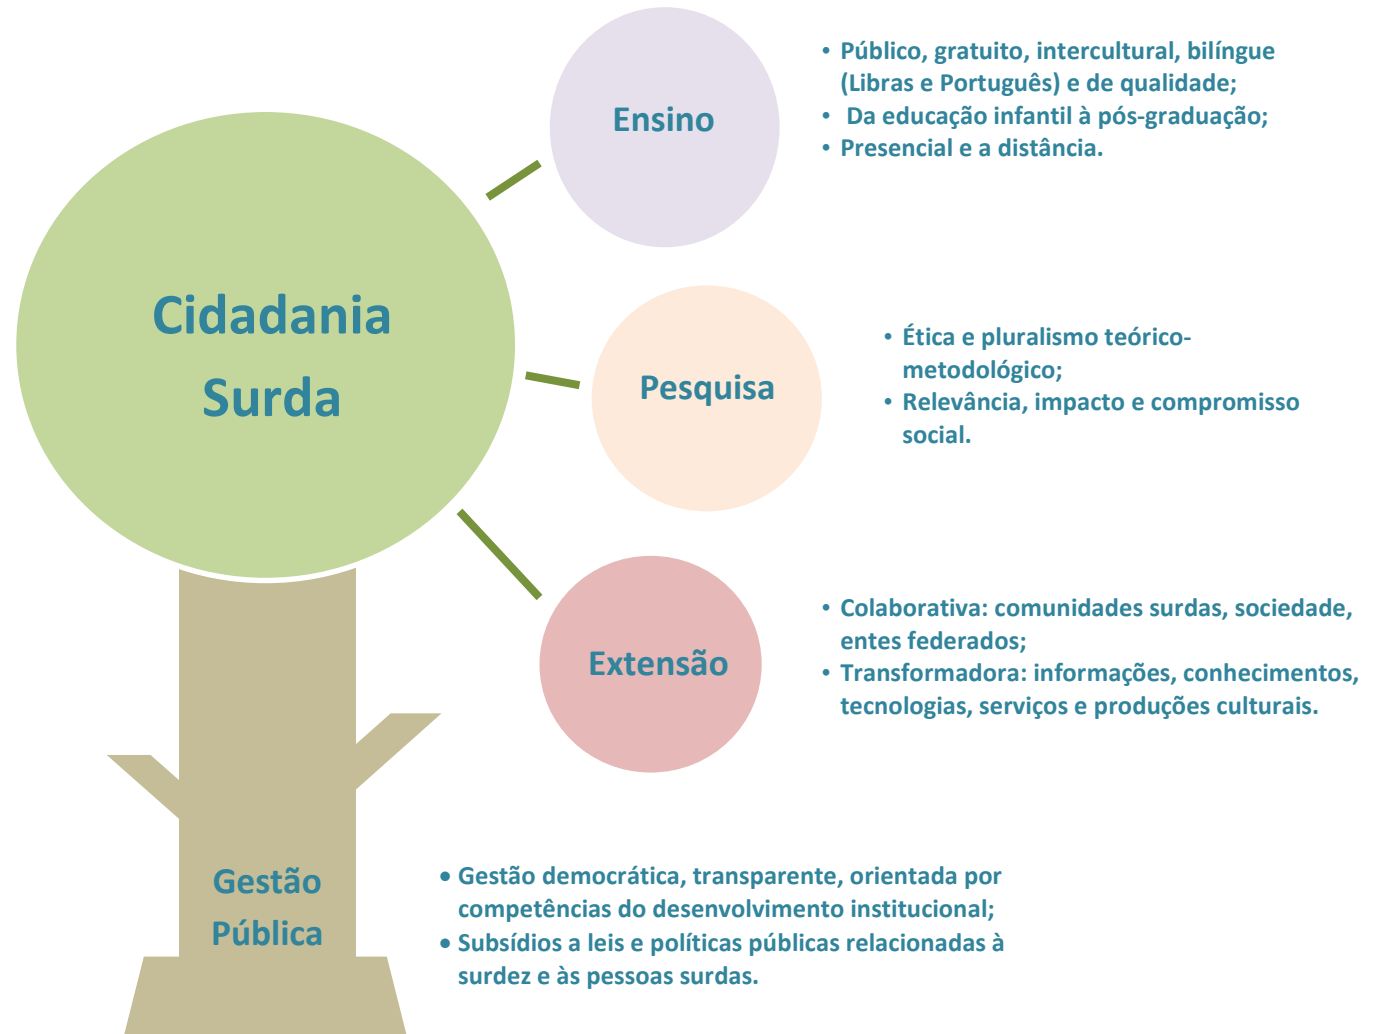 Ensino
• Público, gratuito, intercultural, bilíngue
(Libras e Português) e de qualidade;
• Da educação infantil à pós-graduação;
• Presencial e a distância.
Cidadania
Surda
Pesquisa
• Ética e pluralismo teórico-
metodológico;
• Relevância, impacto e compromisso
social.
Extensão
• Colaborativa: comunidades surdas, sociedade,
entes federados;
• Transformadora: informações, conhecimentos,
tecnologias, serviços e produções culturais.
Gestão
Pública
• Gestão democrática, transparente, orientada por
competências do desenvolvimento institucional;
• Subsídios a leis e políticas públicas relacionadas à
surdez e às pessoas surdas.